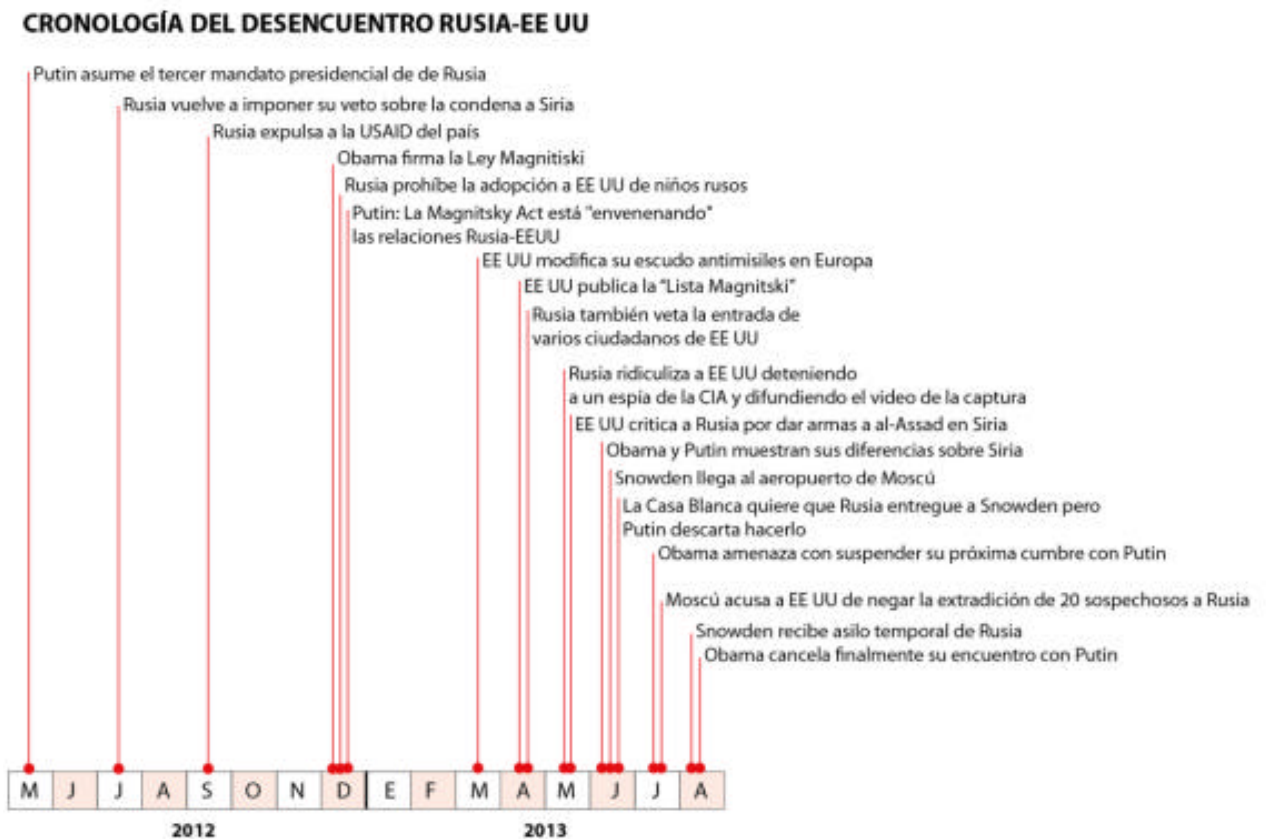 CRONOLOGÍA DEL DESENCUENTRO RUSIA-EE UU
Putin asume el tercer mandato presidencial de de Rusia
Rusia vuelve a imponer su veto sobre la condena a Siria
Rusia expulsa a la USAID del país
Obama firma la Ley Magnitiski
Rusia prohíbe la adopción a EE UU de niños rusos
Putin: La Magnitsky Act está "envenenando"
las relaciones Rusia-EEUU
EE UU modifica su escudo antimisiles en Europa
EE UU publica la "Lista Magnitski"
Rusia también veta la entrada de
varios ciudadanos de EE UU
Rusia ridiculiza a EE UU deteniendo
a un espía de la CIA y difundiendo el video de la captura
EE UU critica a Rusia por dar armas a al-Assad en Siria
Obama y Putin muestran sus diferencias sobre Siria
Snowden llega al aeropuerto de Moscú
La Casa Blanca quiere que Rusia entregue a Snowden pero
Putin descarta hacerlo
Obama amenaza con suspender su próxima cumbre con Putin
Moscú acusa a EE UU de negar la extradición de 20 sospechosos a Rusia
Snowden recibe asilo temporal de Rusia
Obama cancela finalmente su encuentro con Putin
M J J A S O N D E F M A M J J A
2012 2013